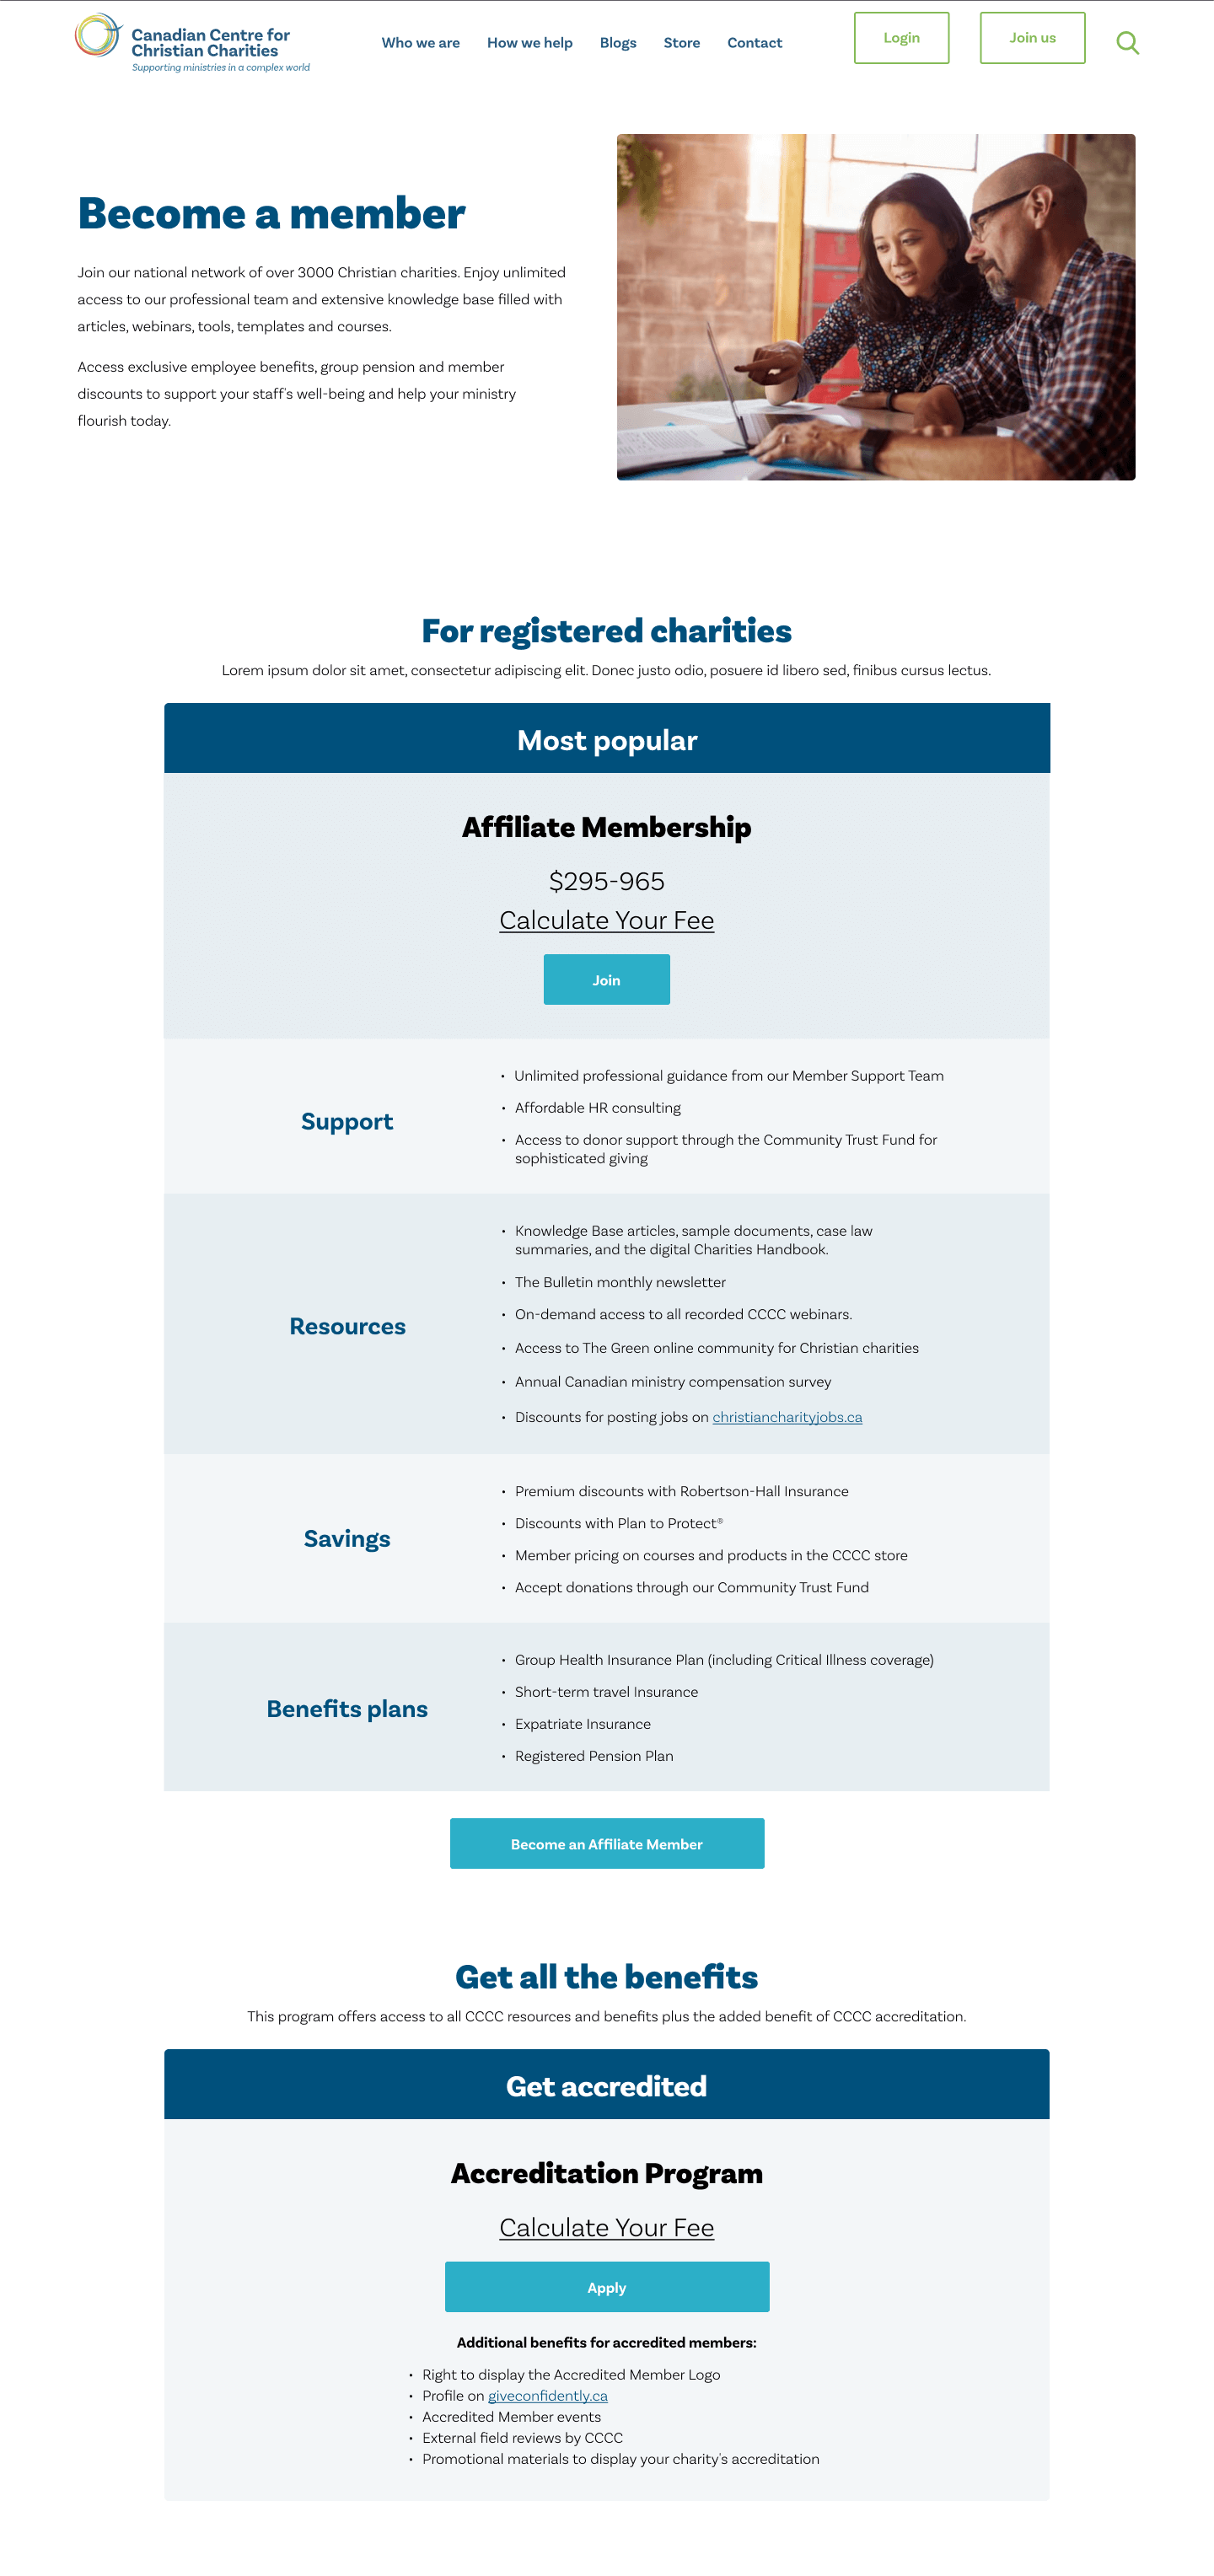 Canadian Centre for
Christian Charities
Supporting ministries in a complex world
Who we are
How we help
Blogs
Store
Contact
Login
Join us
Become a member
Join our national network of over 3000 Christian charities. Enjoy unlimited
access to our professional team and extensive knowledge base filled with
articles, webinars, tools, templates and courses.
Access exclusive employee benefits, group pension and member
discounts to support your staff's well-being and help your ministry
flourish today.
For registered charities
Lorem ipsum dolor sit amet, consectetur adipiscing elit. Donec justo odio, posuere id libero sed, finibus cursus lectus.
Most popular
Affiliate Membership
$295-965
Calculate Your Fee
Join
Support
• Unlimited professional guidance from our Member Support Team
• Affordable HR consulting
• Access to donor support through the Community Trust Fund for
sophisticated giving
Resources
• Knowledge Base articles, sample documents, case law
summaries, and the digital Charities Handbook.
• The Bulletin monthly newsletter
• On-demand access to all recorded CCCC webinars.
• Access to The Green online community for Christian charities
• Annual Canadian ministry compensation survey
• Discounts for posting jobs on christiancharityjobs.ca
Savings
• Premium discounts with Robertson-Hall Insurance
• Discounts with Plan to Protect®
• Member pricing on courses and products in the CCCC store
• Accept donations through our Community Trust Fund
Benefits plans
• Group Health Insurance Plan (including Critical Illness coverage)
• Short-term travel Insurance
• Expatriate Insurance
• Registered Pension Plan
Become an Affiliate Member
Get all the benefits
This program offers access to all CCCC resources and benefits plus the added benefit of CCCC accreditation.
Get accredited
Accreditation Program
Calculate Your Fee
Apply
Additional benefits for accredited members:
• Right to display the Accredited Member Logo
• Profile on giveconfidently.ca
• Accredited Member events
• External field reviews by CCCC
• Promotional materials to display your charity's accreditation